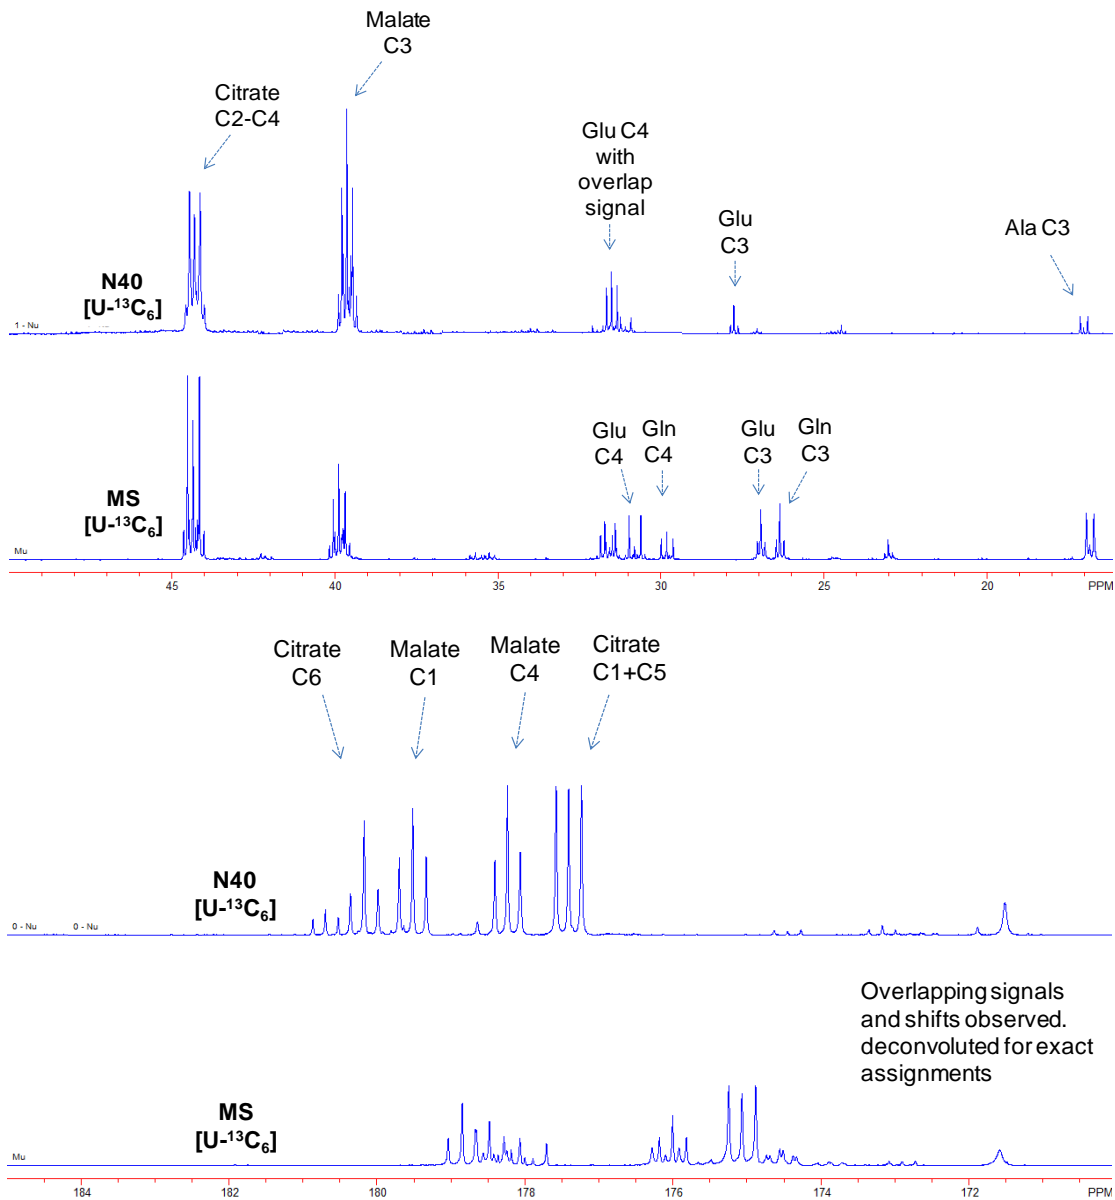 Malate
C3
Citrate
C2-C4
Glu C4
with
overlap
signal
Glu
C3
Ala C3
N40
[U-¹³C₆]
1 - Nu
Glu
C4
Gln
C4
Glu
C3
Gln
C3
MS
[U-¹³C₆]
Mu
45 40 35 30 25 20 PPM
Citrate
C6
Malate
C1
Malate
C4
Citrate
C1+C5
N40
[U-¹³C₆]
0 - Nu 0 - Nu
Overlapping signals
and shifts observed.
deconvoluted for exact
assignments
MS
[U-¹³C₆]
Mu
184 182 180 178 176 174 172 PPM